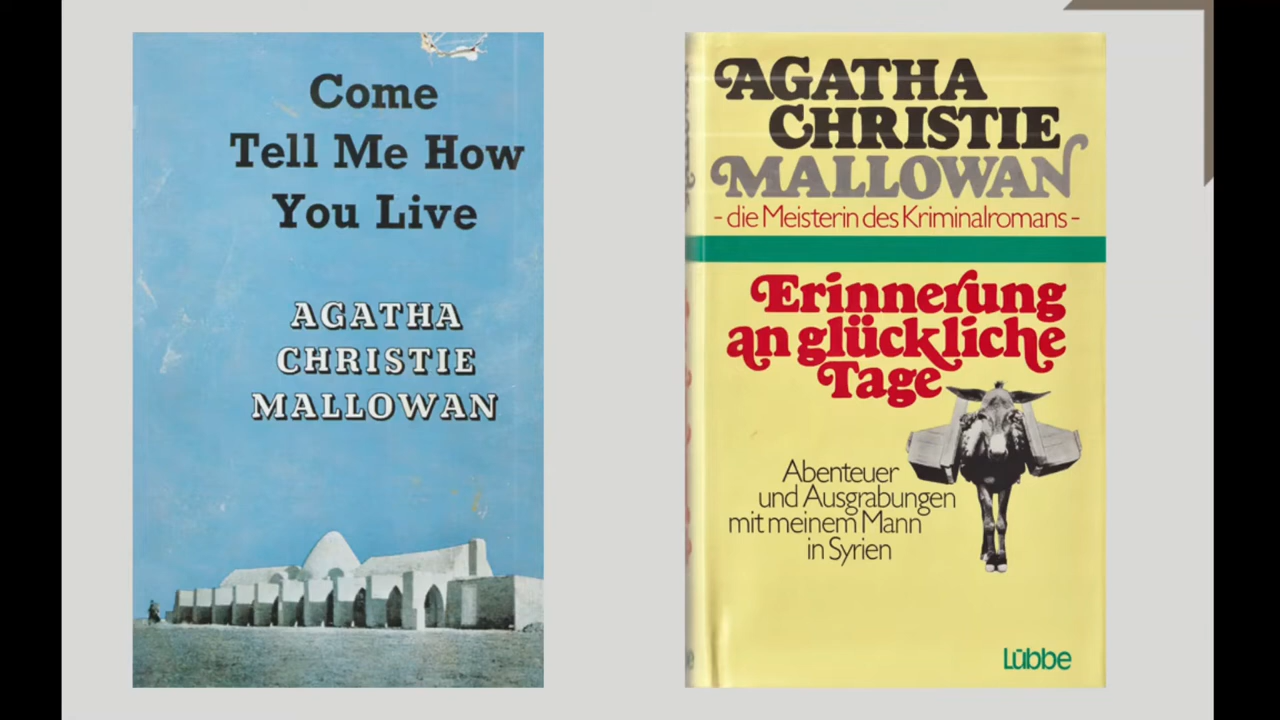 Come
Tell Me How
You Live
AGATHA
CHRISTIE
MALLOWAN
AGATHA
CHRISTIE
MALLOWAN
- die Meisterin des Kriminalromans -
Erinnerung
an glückliche
Tage
Abenteuer
und Ausgrabungen
mit meinem Mann
in Syrien
Lübbe